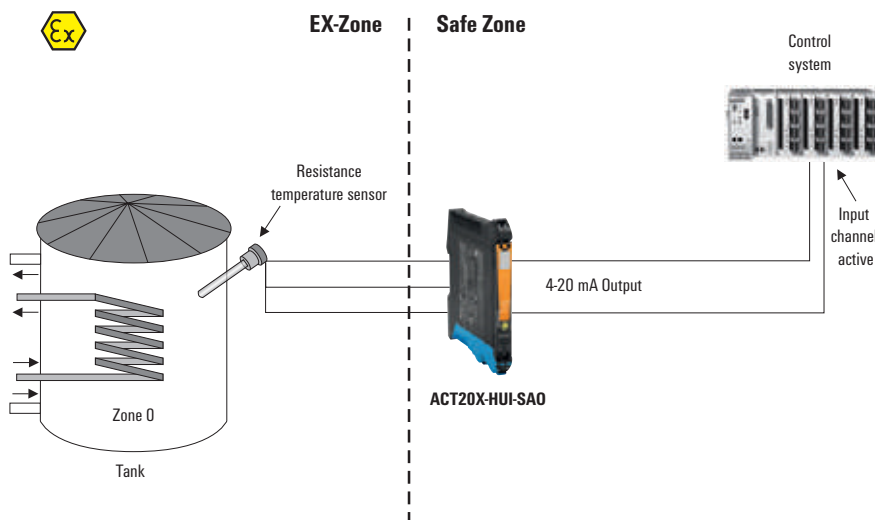 Ex
EX-Zone
Safe Zone
Control
system
Resistance
temperature sensor
Input
channel
active
4-20 mA Output
ACT20X-HUI-SAO
Zone 0
Tank